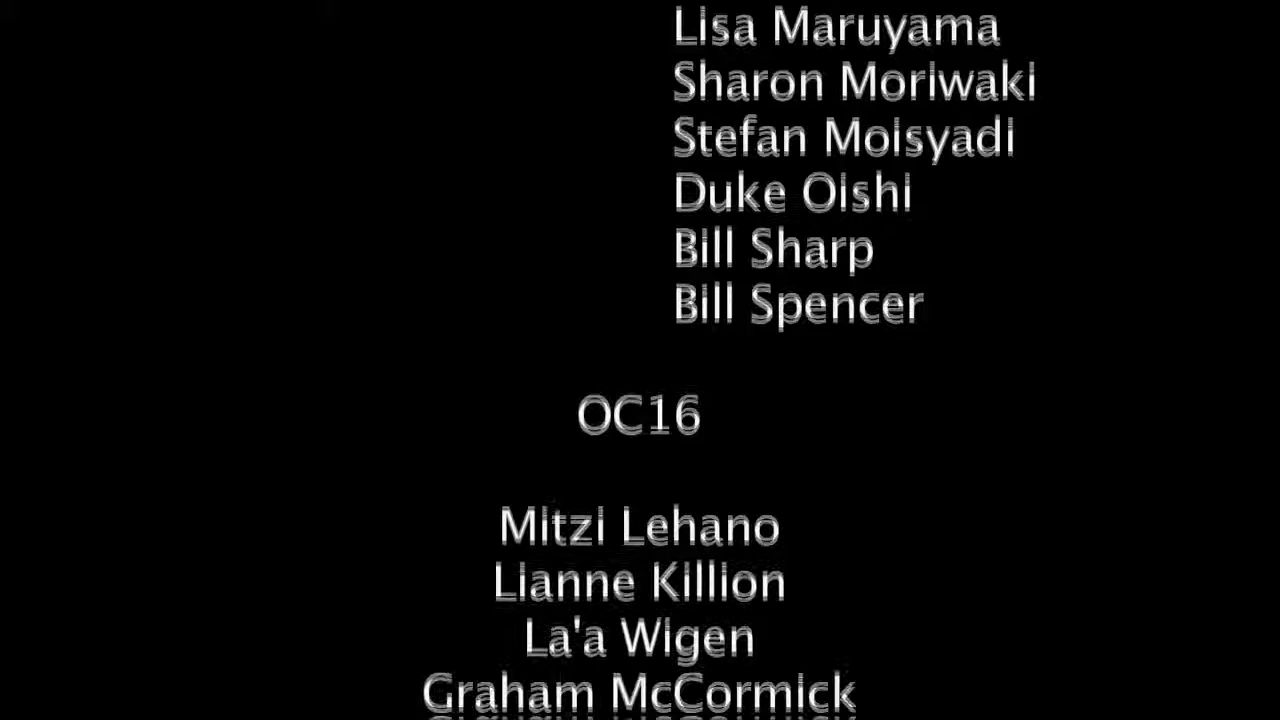 Lisa Maruyama
Sharon Moriwaki
Stefan Moisyadi
Duke Oishi
Bill Sharp
Bill Spencer
OC16
Mitzi Lehano
Lianne Killion
La'a Wigen
Graham McCormick